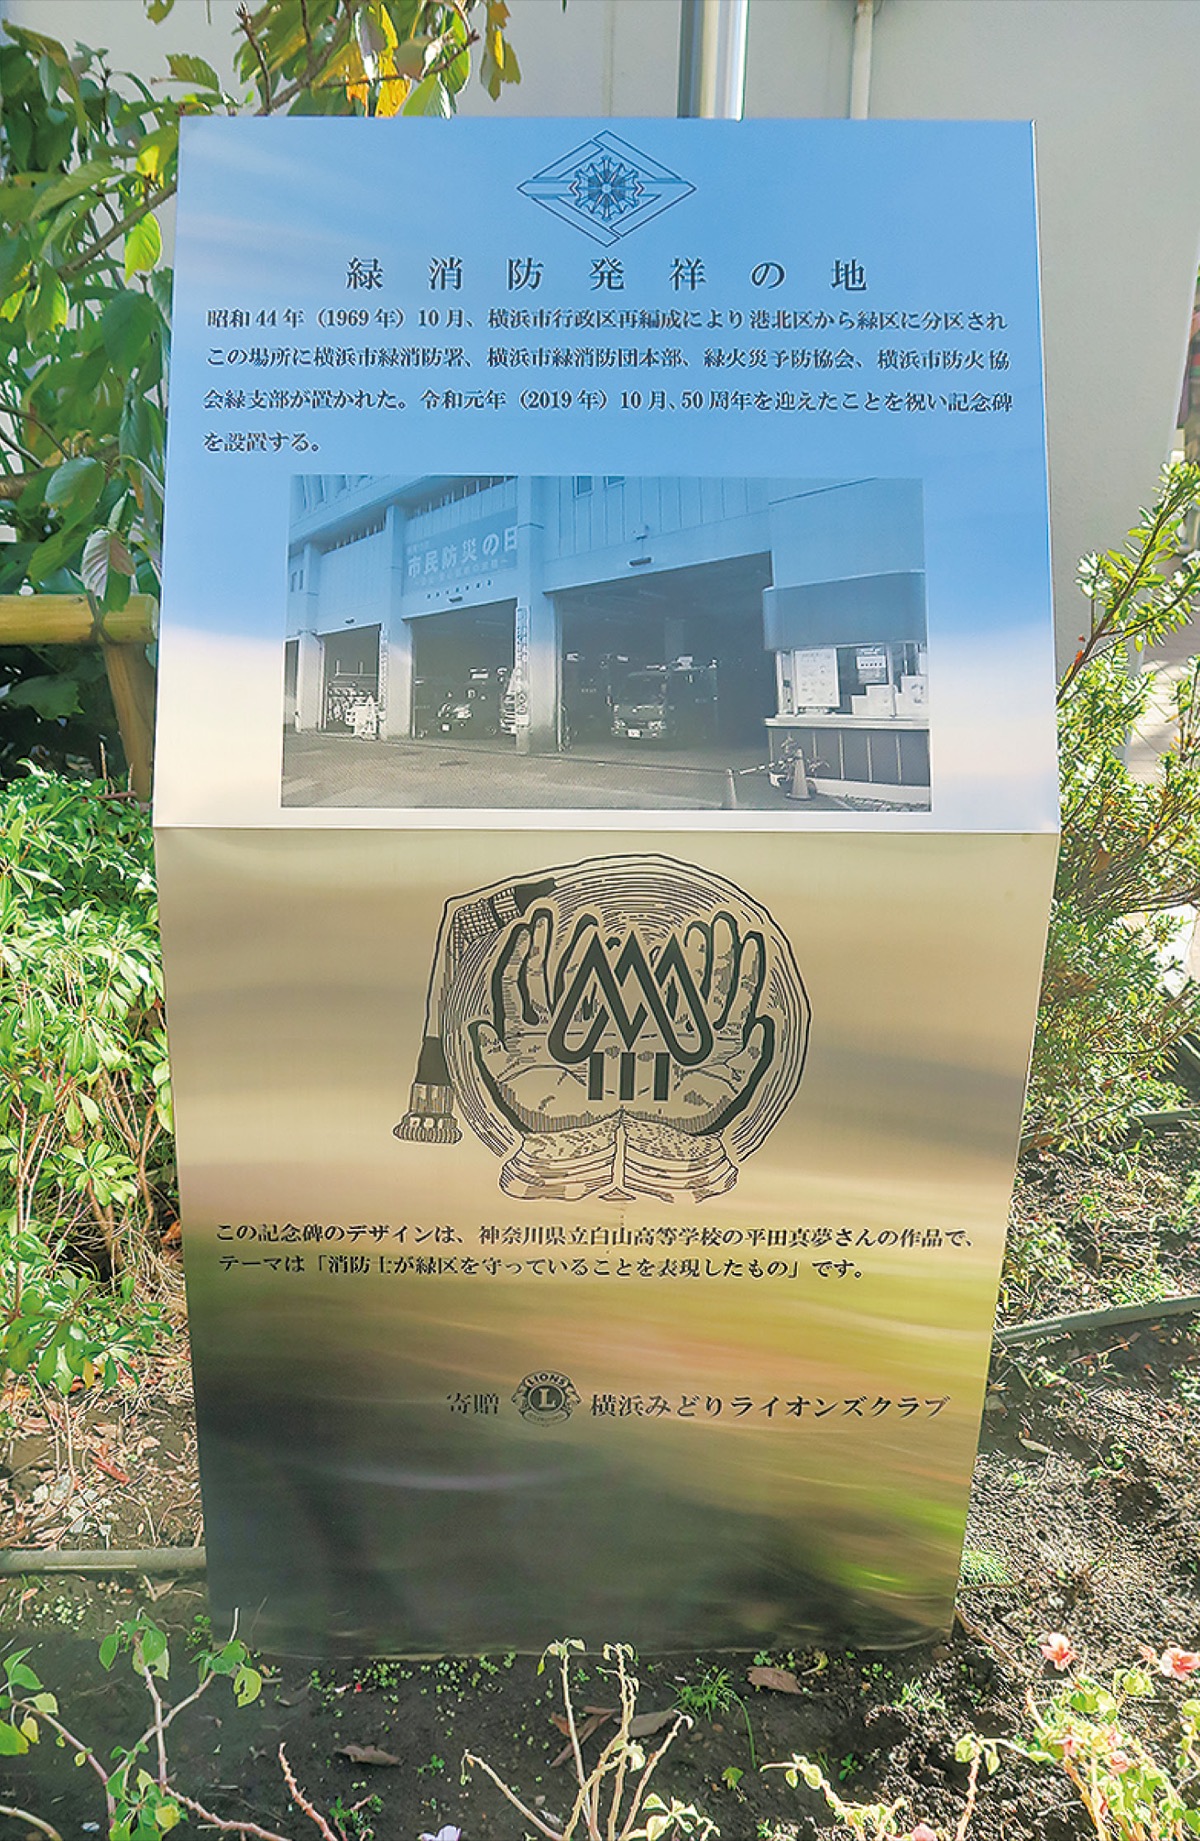 緑消防発祥の地
昭和44年（1969年）10月、横浜市行政区再編成により港北区から緑区に分区され
この場所に横浜市緑消防署、横浜市緑消防団本部、緑火災予防協会、横浜市防火協
会緑支部が置かれた。令和元年（2019年）10月、50周年を迎えたことを祝い記念碑
を設置する。
市民防災の日
この記念碑のデザインは、神奈川県立白山高等学校の平田真夢さんの作品で、
テーマは「消防士が緑区を守っていることを表現したもの」です。
寄贈 LIONS L 横浜みどりライオンズクラブ